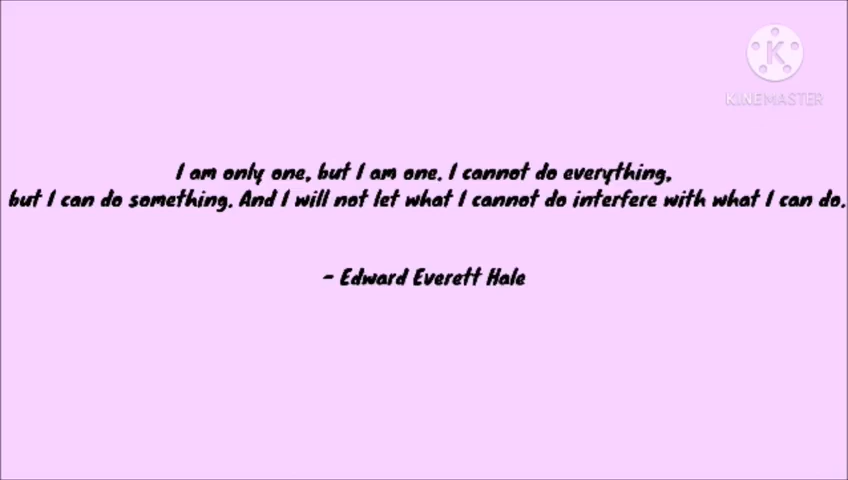 KINEMASTER
I am only one, but I am one. I cannot do everything,
but I can do something. And I will not let what I cannot do interfere with what I can do.
- Edward Everett Hale